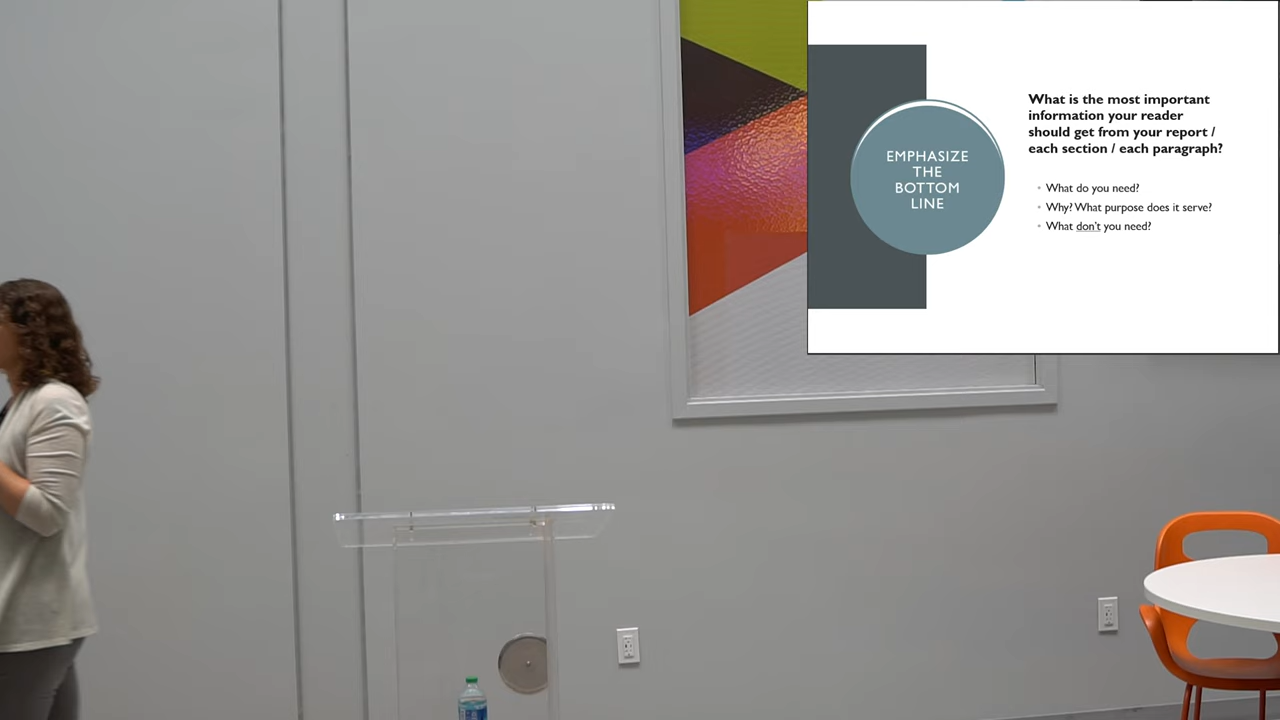 EMPHASIZE
THE
BOTTOM
LINE
What is the most important
information your reader
should get from your report /
each section / each paragraph?
• What do you need?
• Why? What purpose does it serve?
• What don't you need?